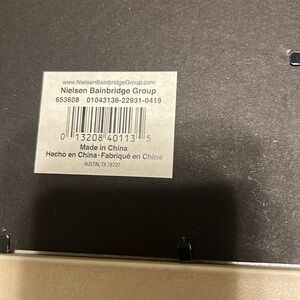 www.NielsenBainbridgeGroup.com
Nielsen Bainbridge Group
653608 01043136-22931-0419
0 13208 40113 5
Made in China
Hecho en China · Fabriqué en Chine
AUSTIN, TX 78727